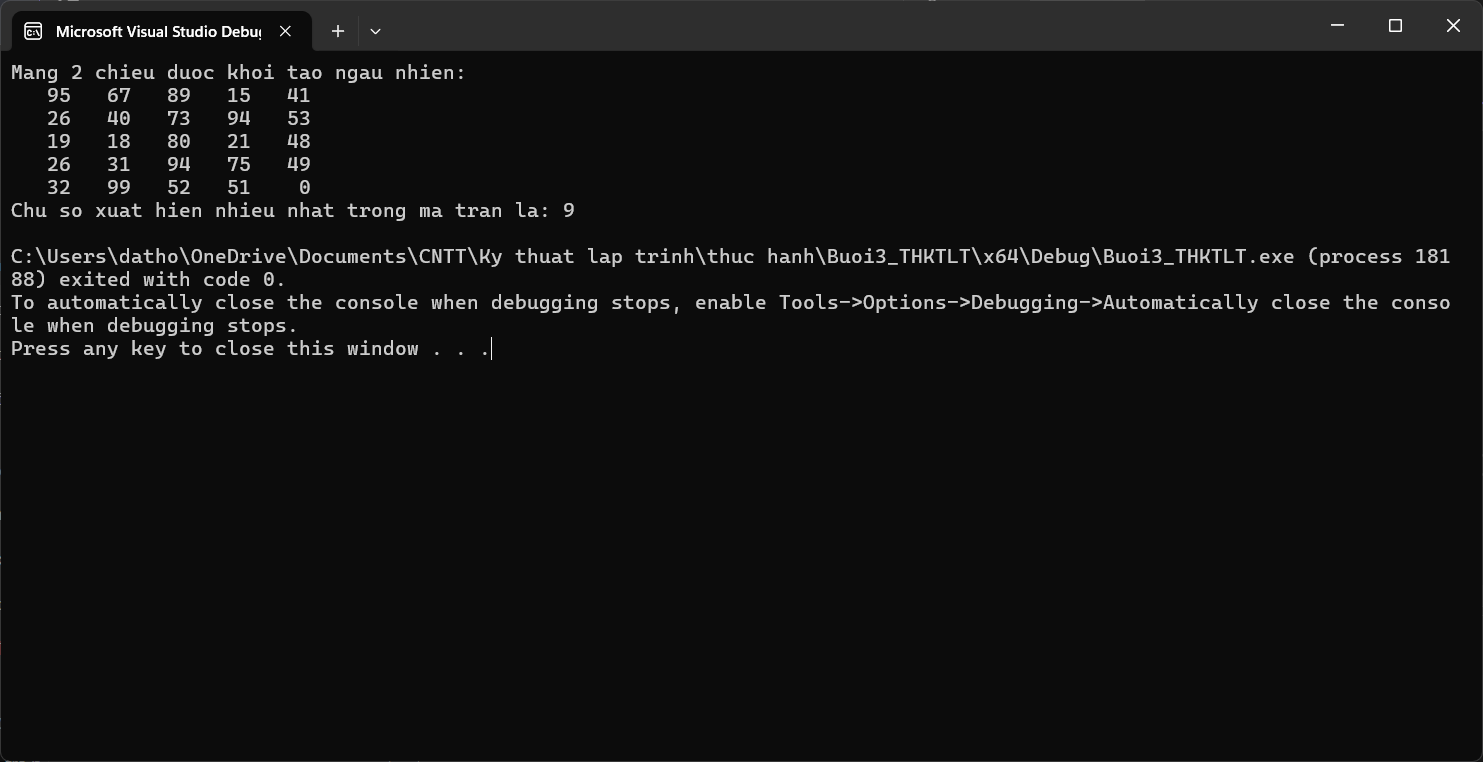 Microsoft Visual Studio Debu
Mang 2 chieu duoc khoi tao ngau nhien:
95 67 89 15 41
26 40 73 94 53
19 18 80 21 48
26 31 94 75 49
32 99 52 51 0
Chu so xuat hien nhieu nhat trong ma tran la: 9
C:\Users\datho\OneDrive\Documents\CNTT\Ky thuat lap trinh\thuc hanh\Buoi3_THKTLT\x64\Debug\Buoi3_THKTLT.exe (process 181
88) exited with code 0.
To automatically close the console when debugging stops, enable Tools->Options->Debugging->Automatically close the conso
le when debugging stops.
Press any key to close this window . . .